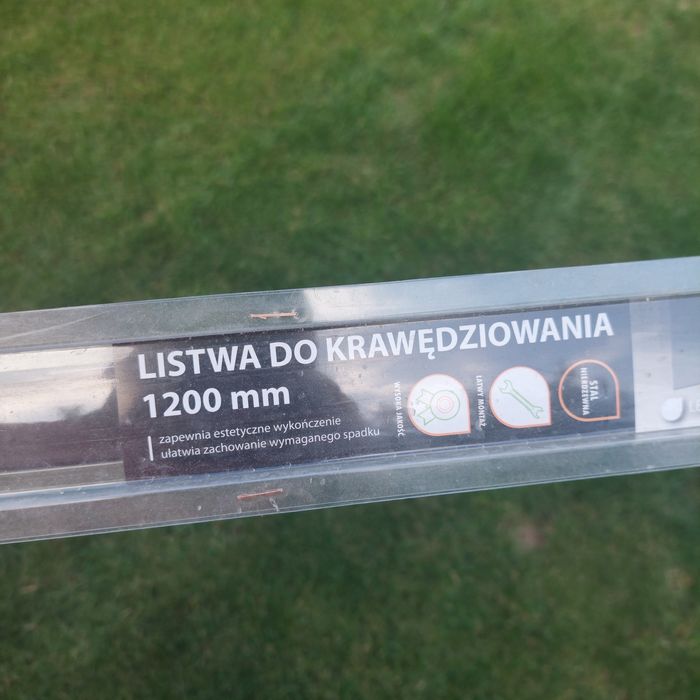 LISTWA DO KRAWĘDZIOWANIA
1200 mm
zapewnia estetyczne wykończenie
ułatwia zachowanie wymaganego spadku
WYSOKA JAKOŚĆ
ŁATWY MONTAŻ
STAL
NIERDZEWNA